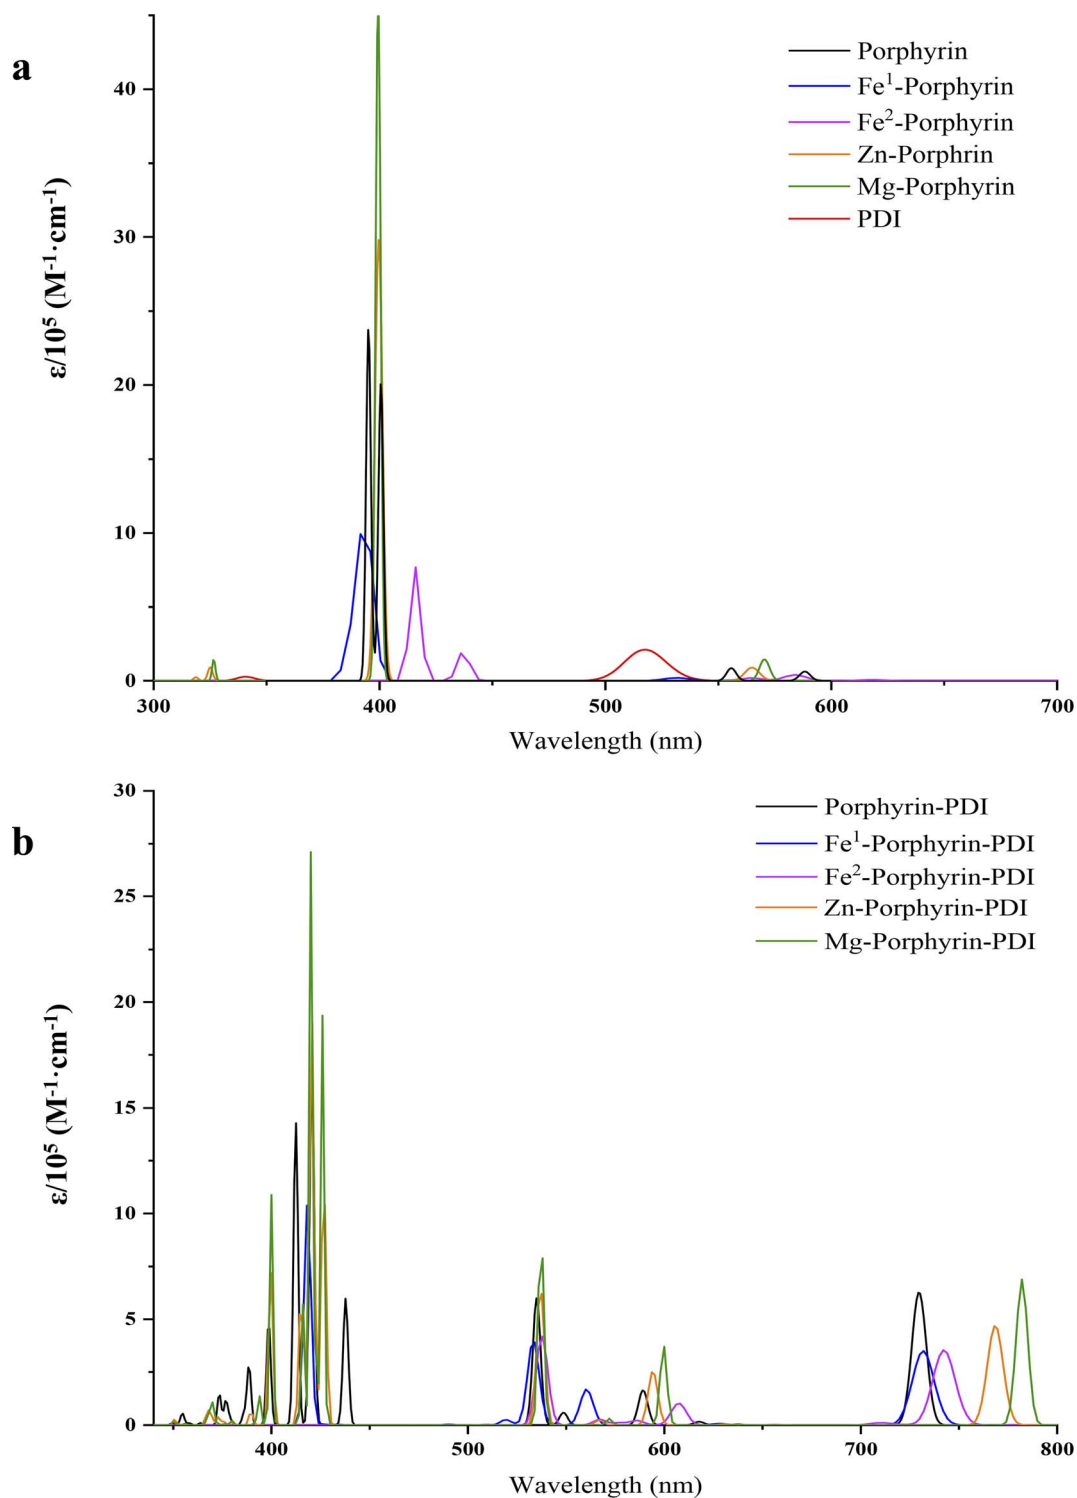 a
Porphyrin
Fe¹-Porphyrin
Fe²-Porphyrin
Zn-Porphrin
Mg-Porphyrin
PDI
ε/10⁵ (M⁻¹·cm⁻¹)
40
30
20
10
0
300 400 500 600 700
Wavelength (nm)
b
Porphyrin-PDI
Fe¹-Porphyrin-PDI
Fe²-Porphyrin-PDI
Zn-Porphyrin-PDI
Mg-Porphyrin-PDI
ε/10⁵ (M⁻¹·cm⁻¹)
30
25
20
15
10
5
0
400 500 600 700 800
Wavelength (nm)